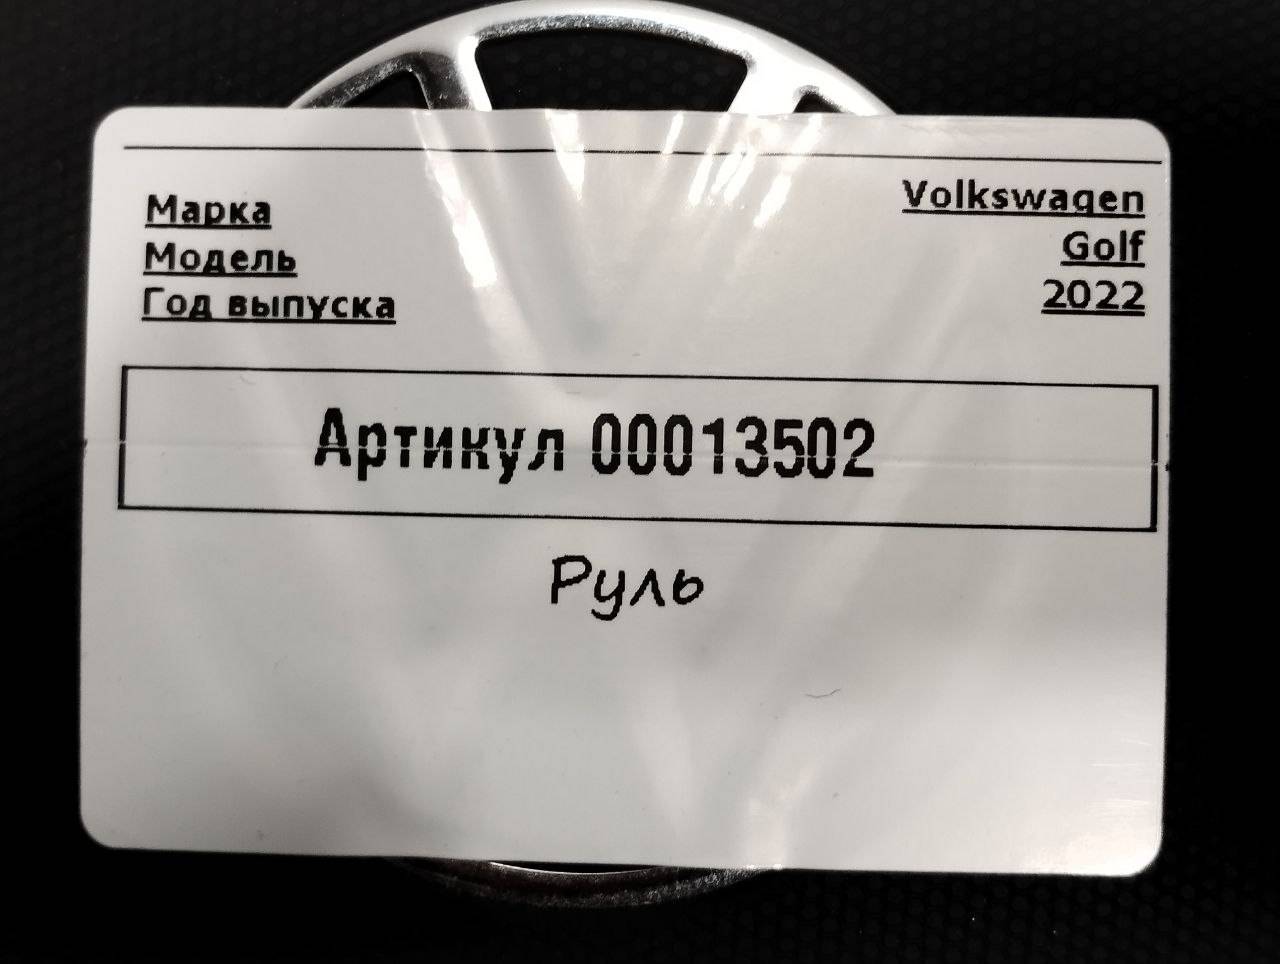 Марка Volkswagen
Модель Golf
Год выпуска 2022
Артикул 00013502
Руль